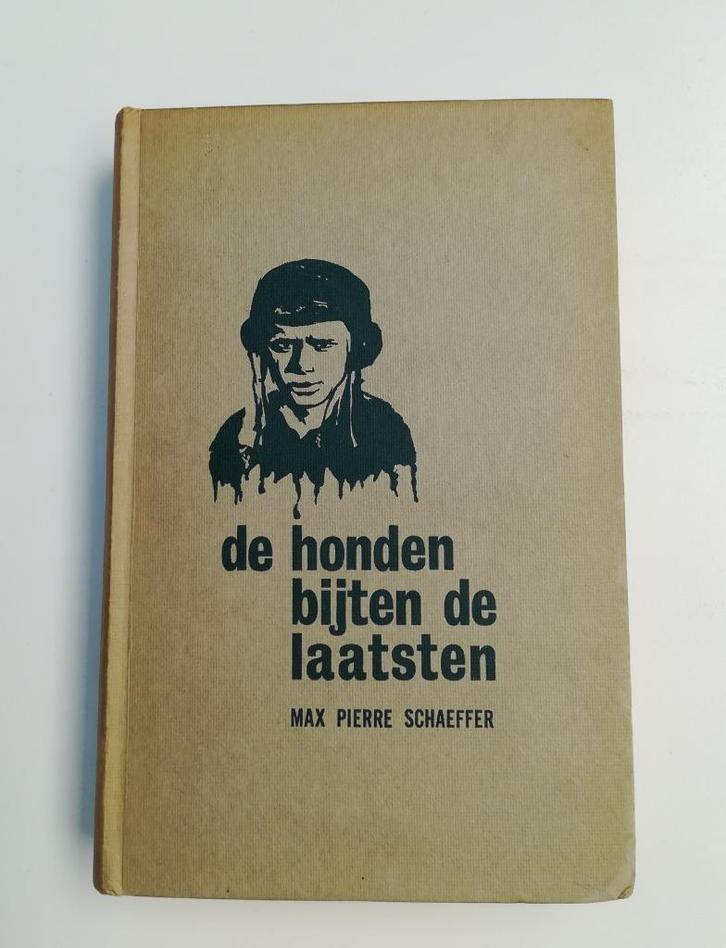 de honden
bijten de
laatsten
MAX PIERRE SCHAEFFER